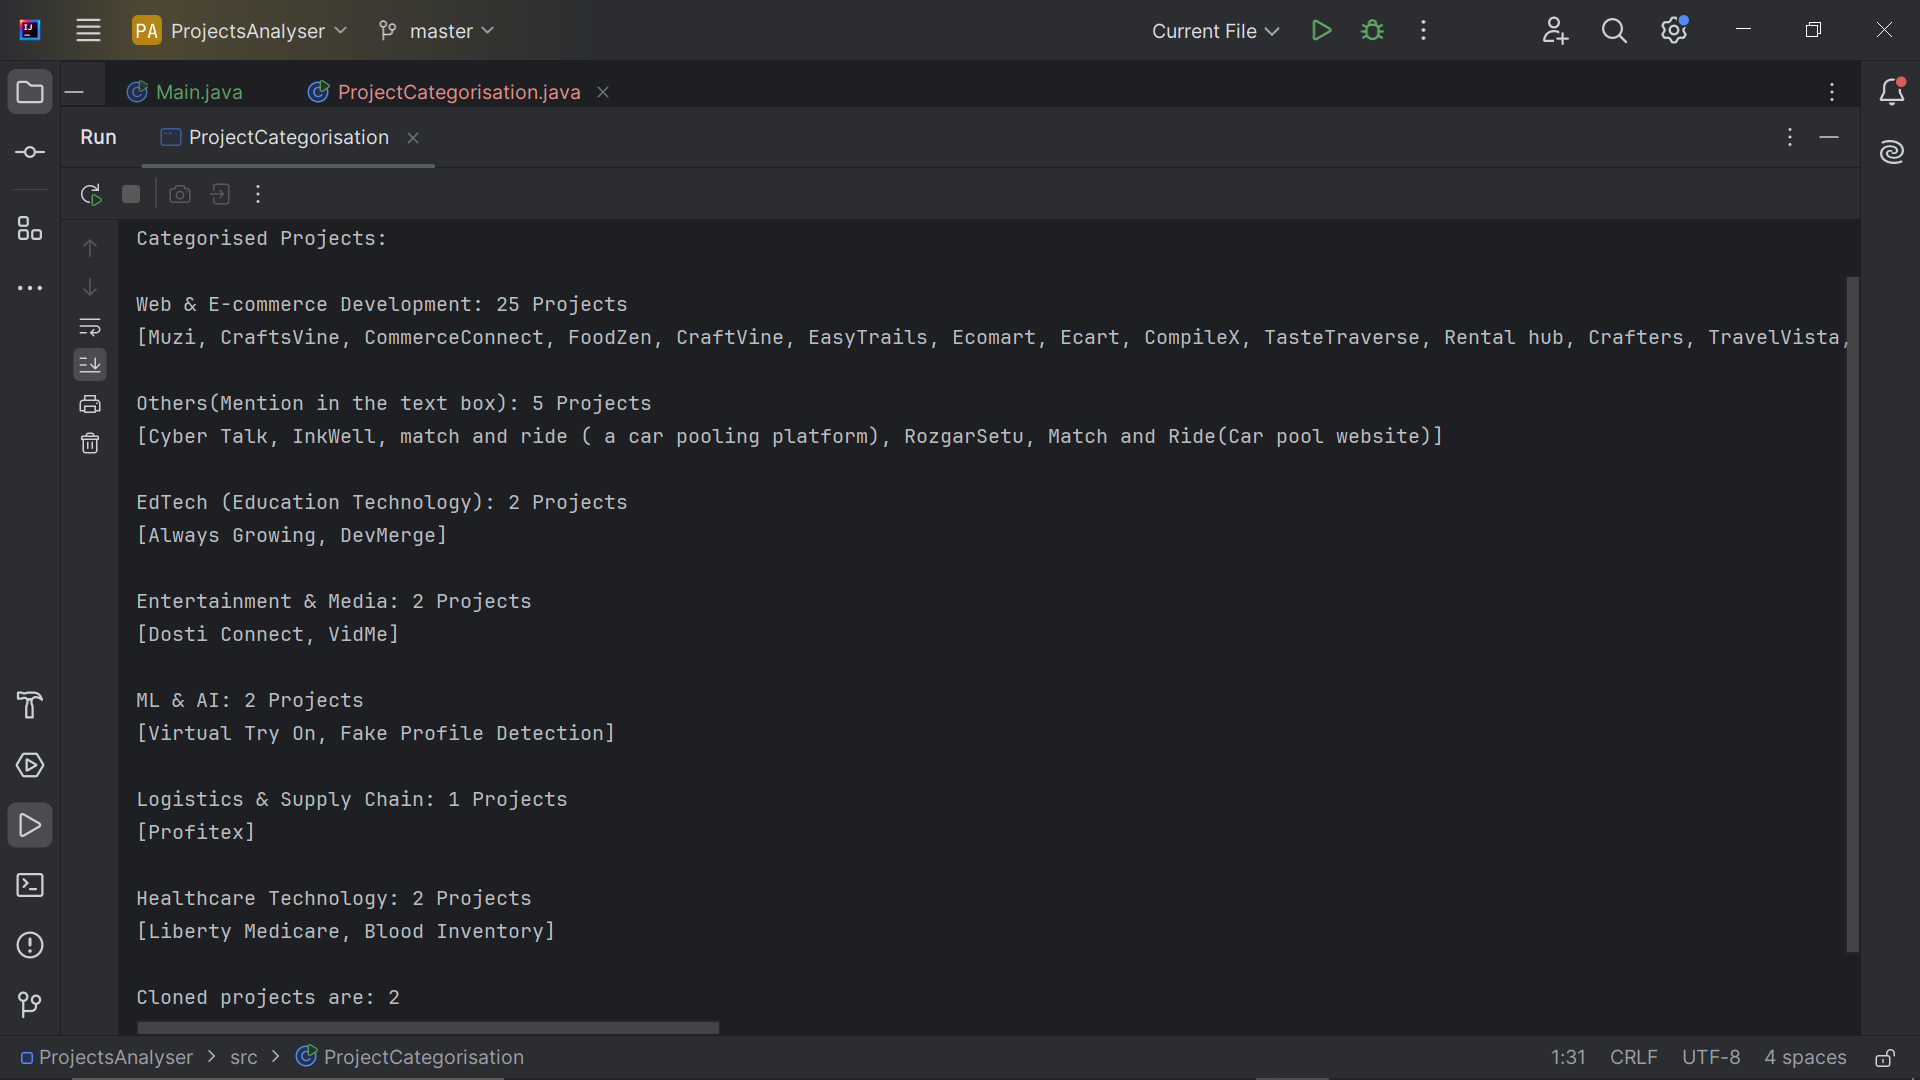 PA ProjectsAnalyser master Current File
Main.java ProjectCategorisation.java
Run ProjectCategorisation
Categorised Projects:
Web & E-commerce Development: 25 Projects
[Muzi, CraftsVine, CommerceConnect, FoodZen, CraftVine, EasyTrails, Ecomart, Ecart, CompileX, TasteTraverse, Rental hub, Crafters, TravelVista,
Others(Mention in the text box): 5 Projects
[Cyber Talk, InkWell, match and ride ( a car pooling platform), RozgarSetu, Match and Ride(Car pool website)]
EdTech (Education Technology): 2 Projects
[Always Growing, DevMerge]
Entertainment & Media: 2 Projects
[Dosti Connect, VidMe]
ML & AI: 2 Projects
[Virtual Try On, Fake Profile Detection]
Logistics & Supply Chain: 1 Projects
[Profitex]
Healthcare Technology: 2 Projects
[Liberty Medicare, Blood Inventory]
Cloned projects are: 2
ProjectsAnalyser > src > ProjectCategorisation 1:31 CRLF UTF-8 4 spaces